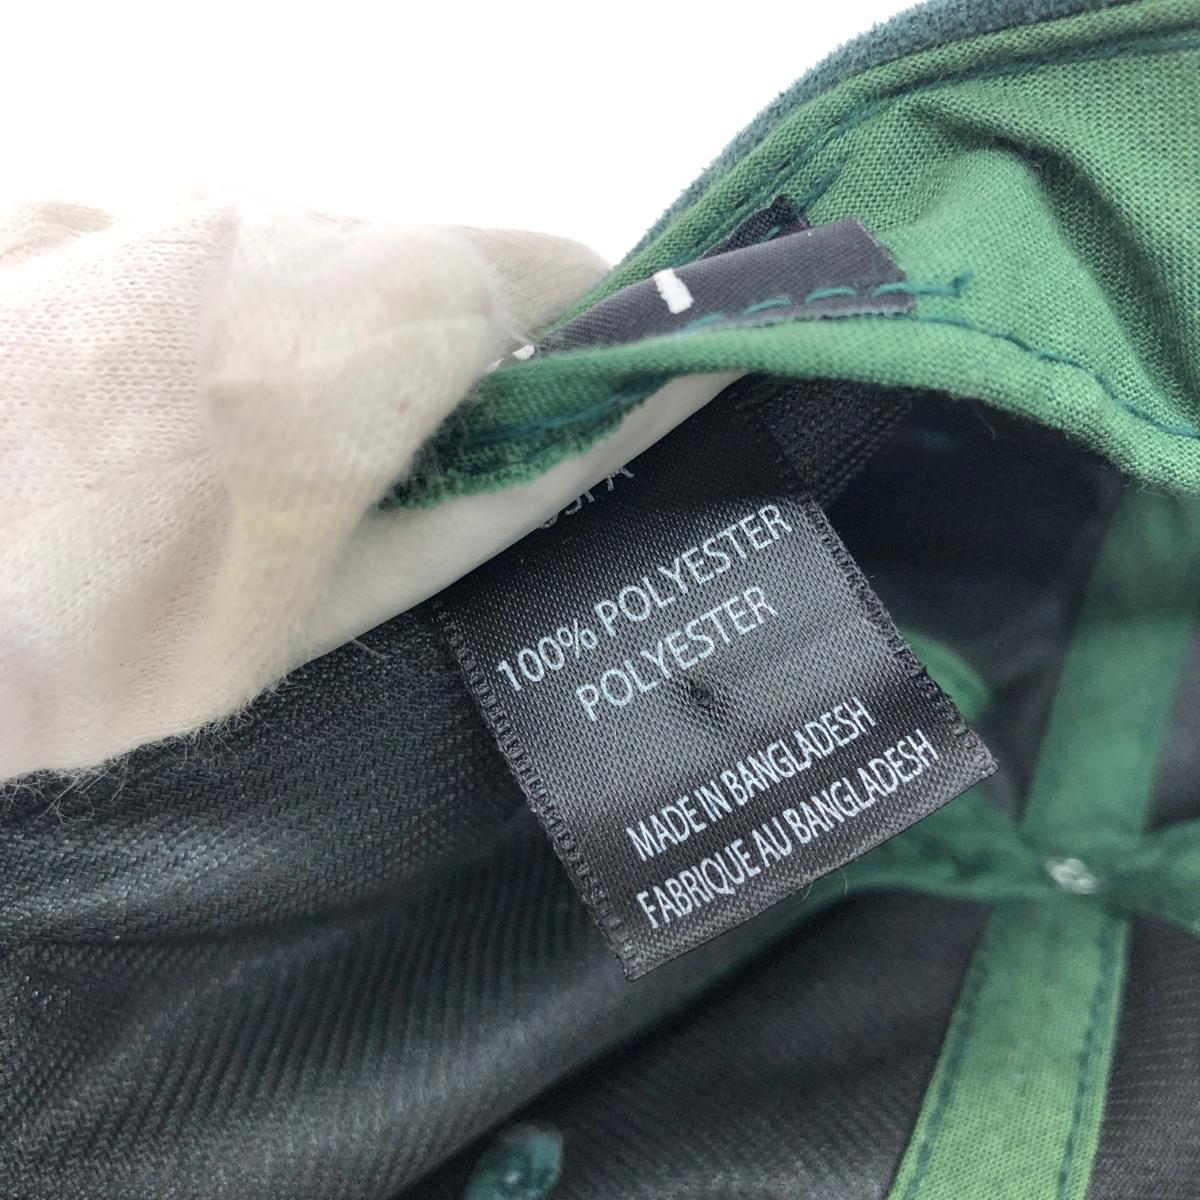 100% POLYESTER
POLYESTER
MADE IN BANGLADESH
FABRIQUE AU BANGLADESH